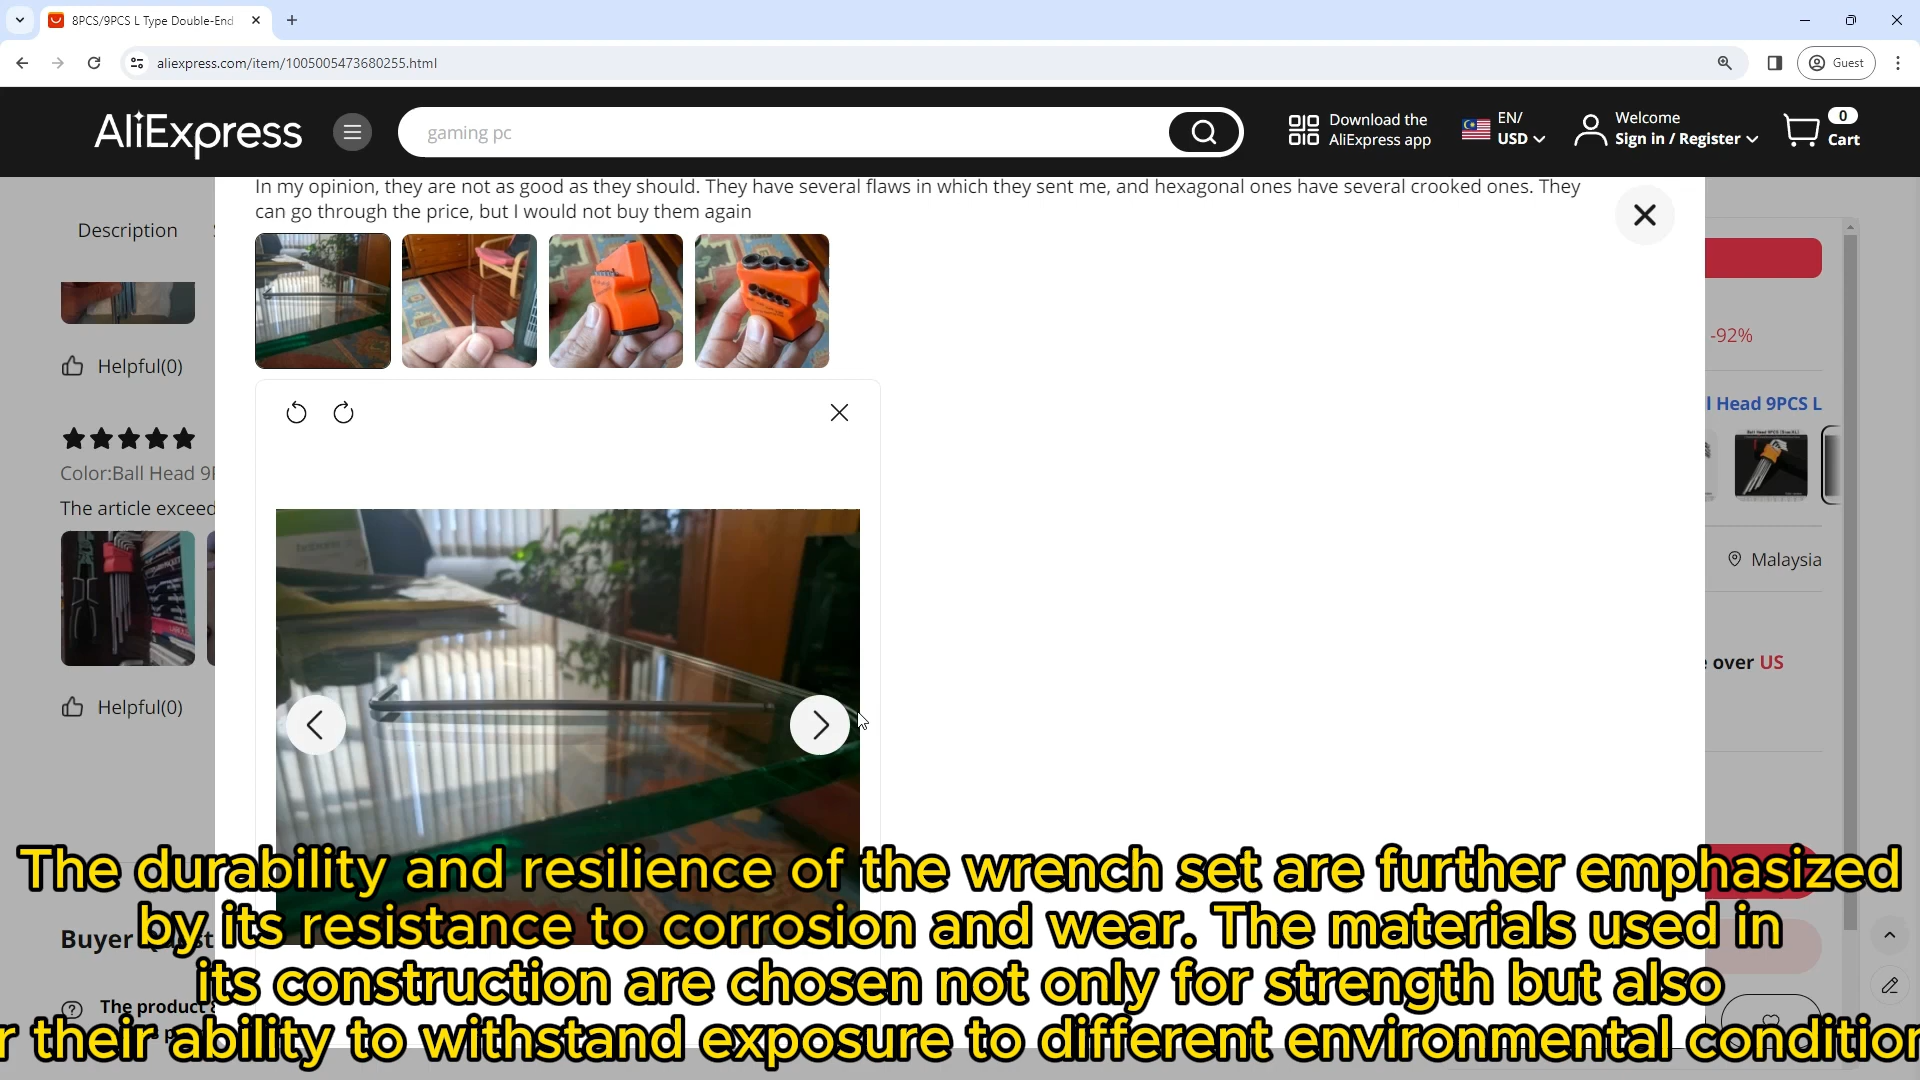 8PCS/9PCS L Type Double-End
aliexpress.com/item/1005005473680255.html
Guest
AliExpress
gaming pc
Download the
AliExpress app
EN/
USD
Welcome
Sign in / Register
0
Cart
In my opinion, they are not as good as they should. They have several flaws in which they sent me, and hexagonal ones have several crooked ones. They
can go through the price, but I would not buy them again
Description
Helpful(0)
Color:Ball Head 9
The article exceed
Helpful(0)
-92%
l Head 9PCS L
Malaysia
over US
The durability and resilience of the wrench set are further emphasized
by its resistance to corrosion and wear. The materials used in
its construction are chosen not only for strength but also
r their ability to withstand exposure to different environmental condition
Buyer
The product